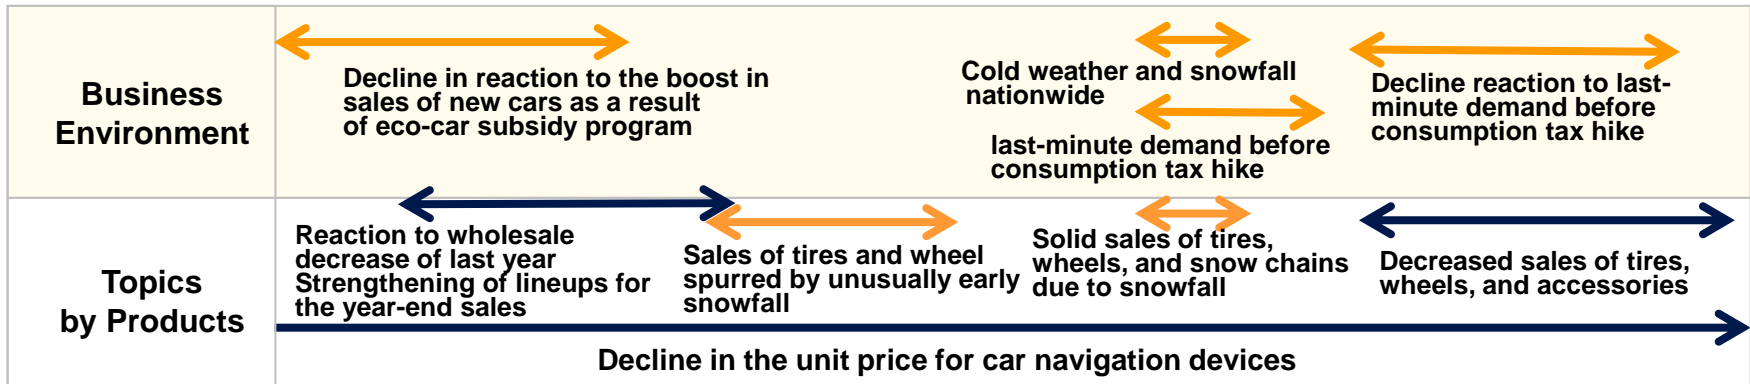 Business
Environment
Decline in reaction to the boost in
sales of new cars as a result
of eco-car subsidy program
Cold weather and snowfall
nationwide
last-minute demand before
consumption tax hike
Decline reaction to last-
minute demand before
consumption tax hike
Topics
by Products
Reaction to wholesale
decrease of last year
Strengthening of lineups for
the year-end sales
Sales of tires and wheel
spurred by unusually early
snowfall
Solid sales of tires,
wheels, and snow chains
due to snowfall
Decreased sales of tires,
wheels, and accessories
Decline in the unit price for car navigation devices